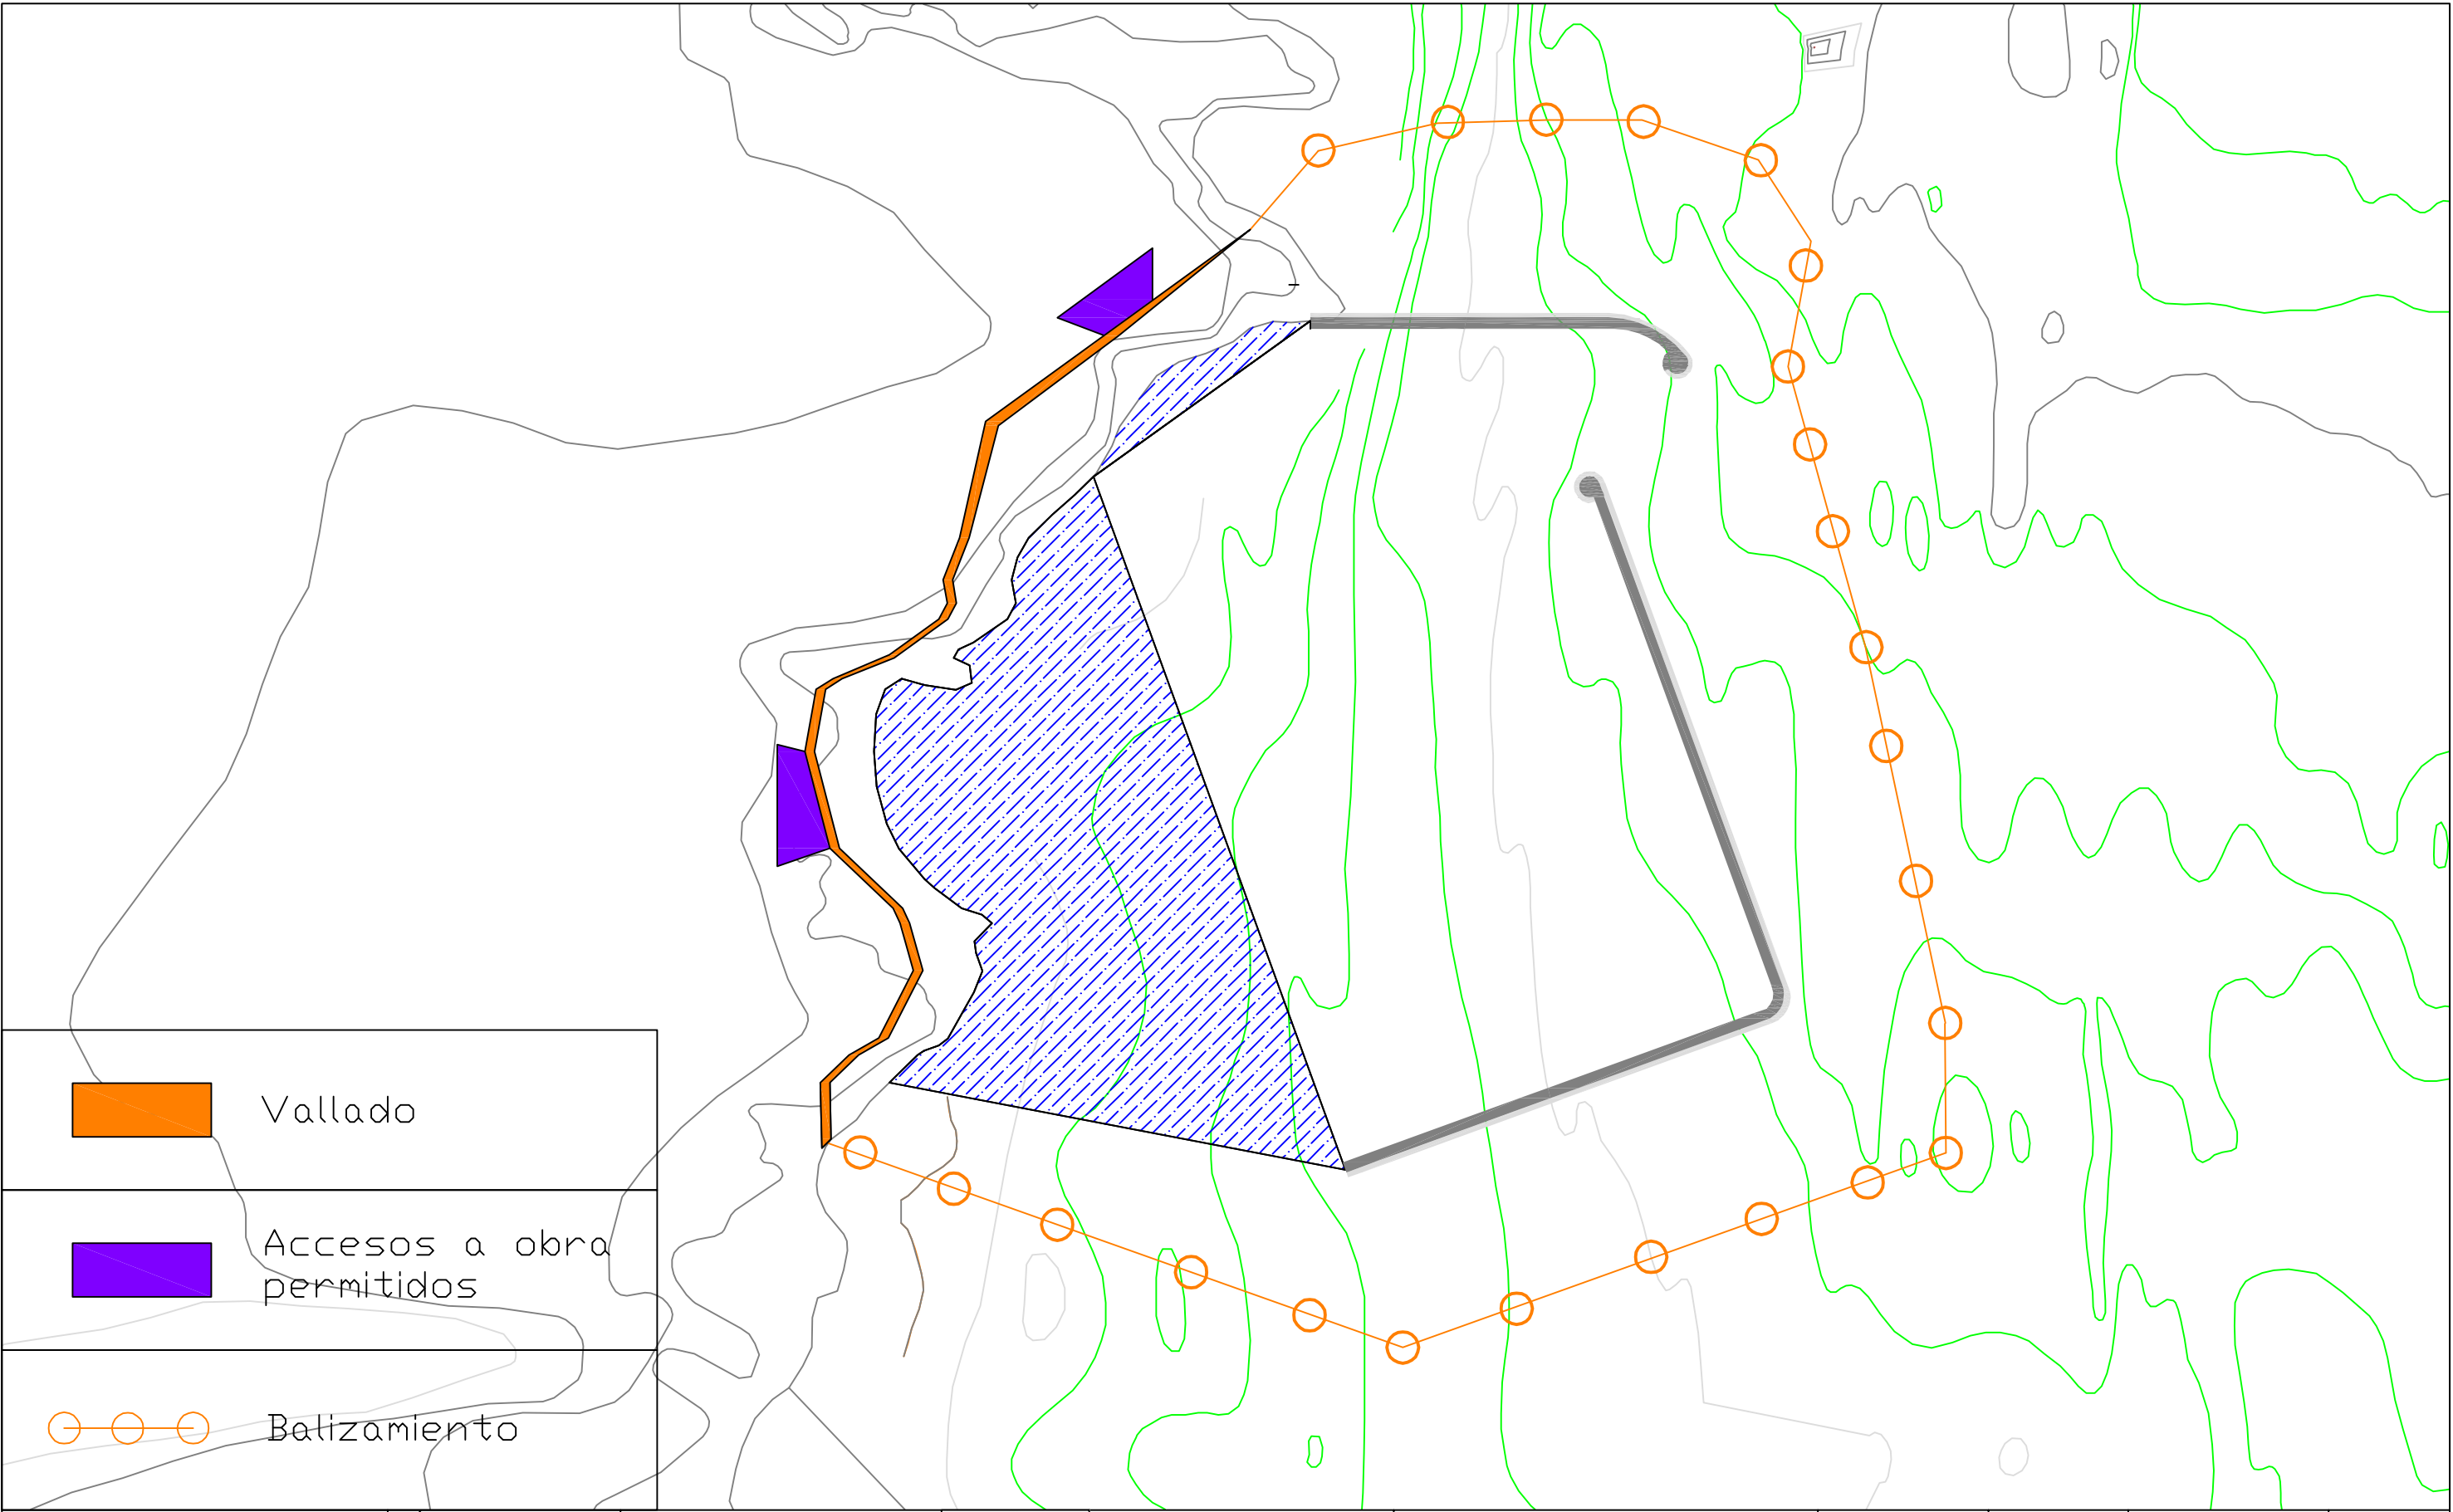 Vallado
Accesos a obra
permitidos
Balizamiento